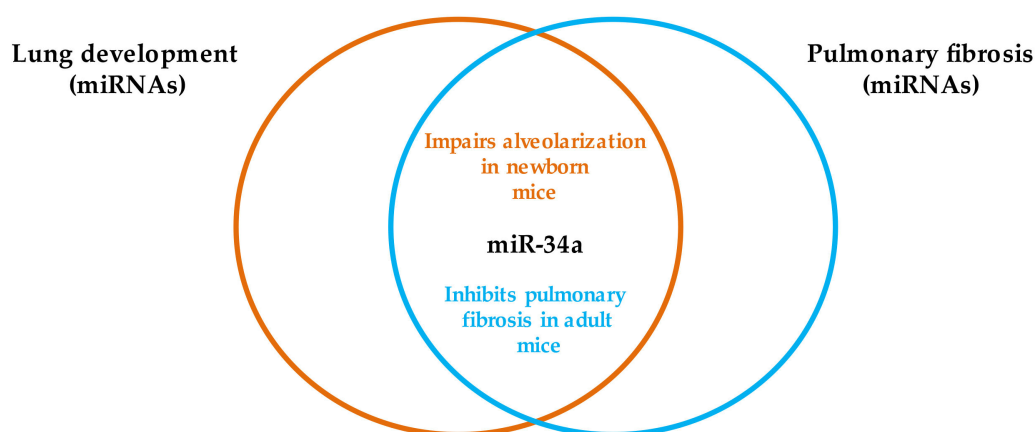 Lung development
(miRNAs)
Pulmonary fibrosis
(miRNAs)
Impairs alveolarization
in newborn
mice
miR-34a
Inhibits pulmonary
fibrosis in adult
mice